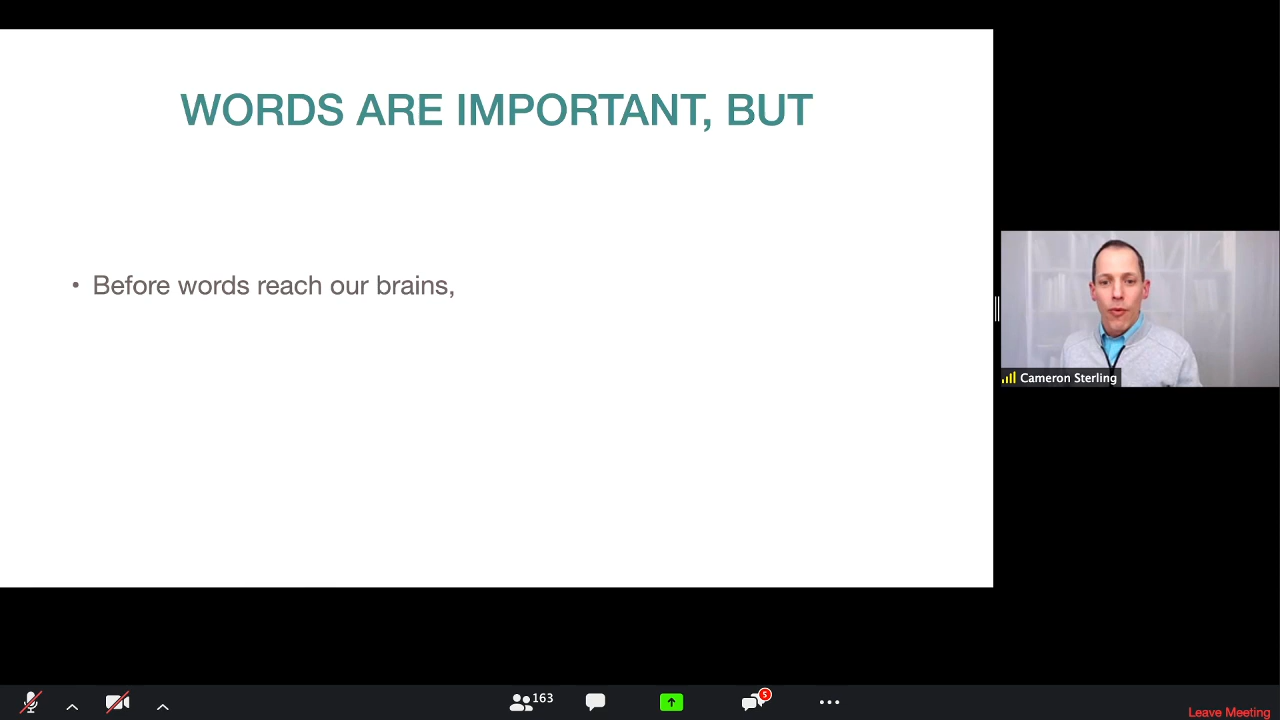 WORDS ARE IMPORTANT, BUT
• Before words reach our brains,
Cameron Sterling
163
5
Leave Meeting